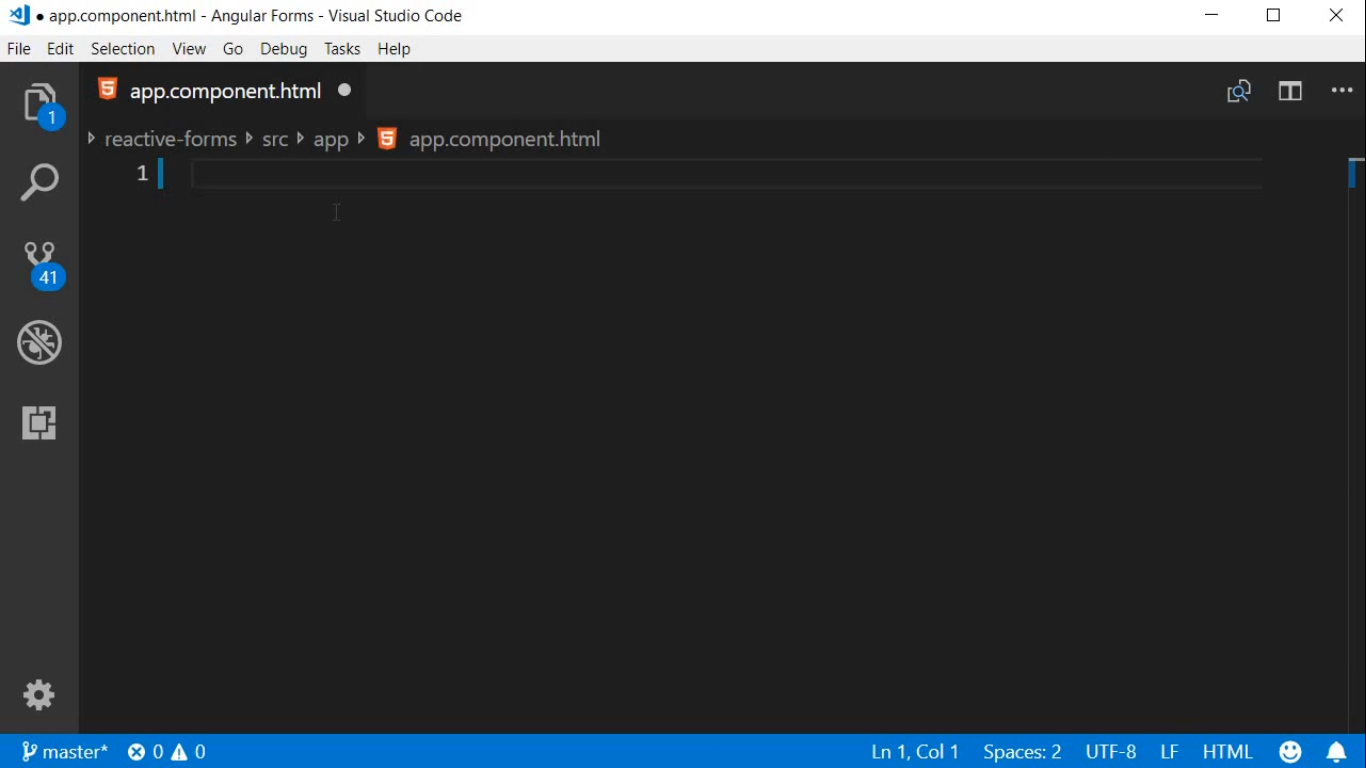 ● app.component.html - Angular Forms - Visual Studio Code
File Edit Selection View Go Debug Tasks Help
app.component.html
reactive-forms src app app.component.html
1
1
41
master* 0 0 Ln 1, Col 1 Spaces: 2 UTF-8 LF HTML